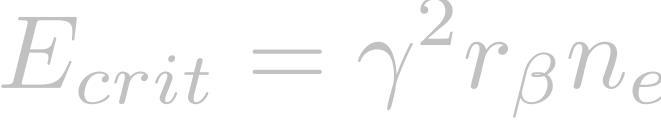 E_{crit} = γ^2 r_β n_e